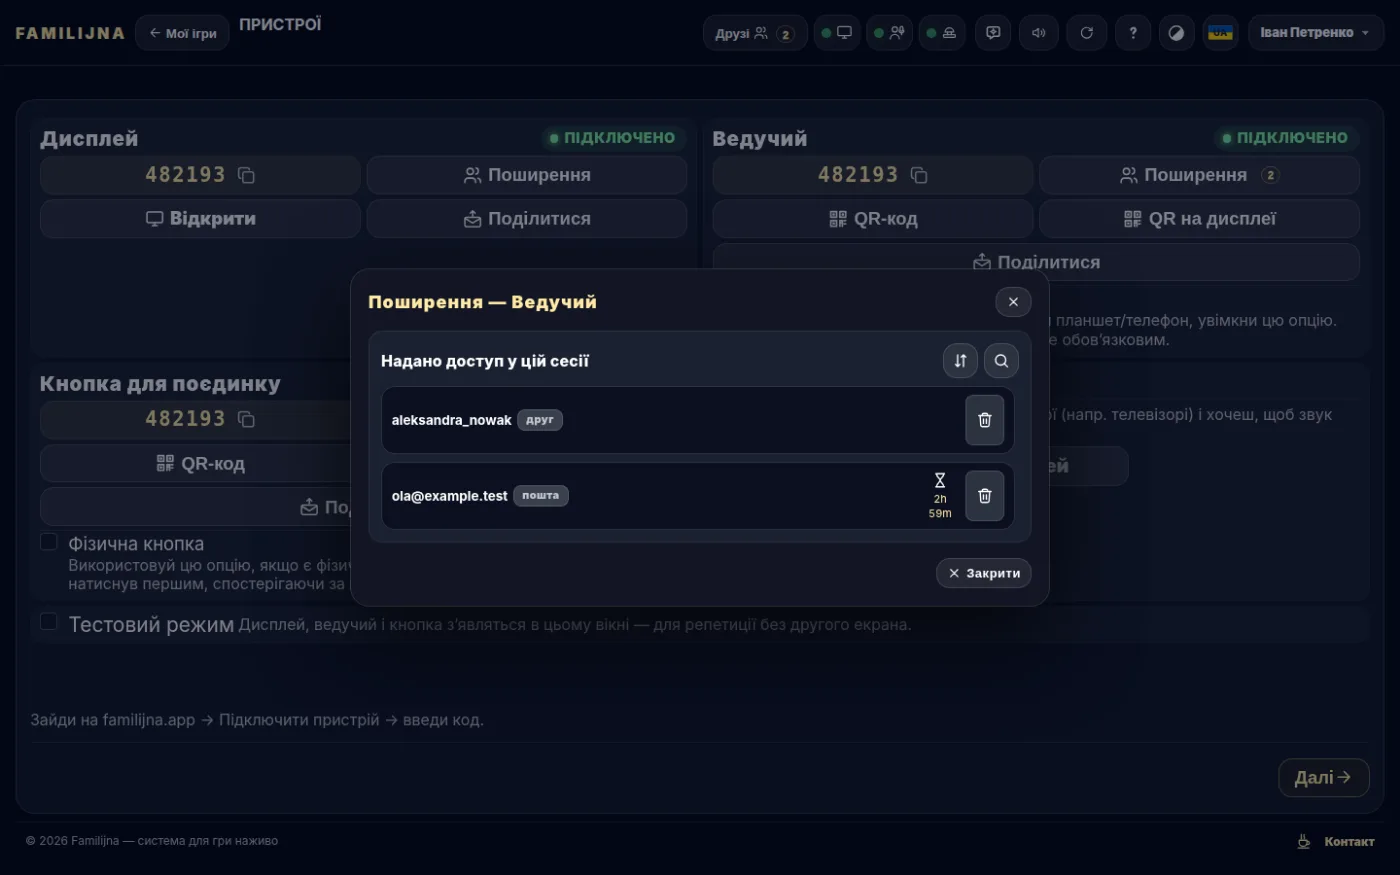 FAMILIJNA
← Мої ігри
ПРИСТРОЇ
Друзі 2
?
UA
Іван Петренко
Дисплей
ПІДКЛЮЧЕНО
482193
Поширення
Відкрити
Поділитися
Ведучий
ПІДКЛЮЧЕНО
482193
Поширення 2
QR-код
QR на дисплеї
Поділитися
планшет/телефон, увімкни цю опцію.
обов'язковим.
Поширення — Ведучий
Надано доступ у цій сесії
aleksandra_nowak друг
ola@example.test пошта
2h
59m
Закрити
Кнопка для поєдинку
482193
QR-код
Фізична кнопка
Використовуй цю опцію, якщо є
натиснув першим, спостерігаючи за
(напр. телевізорі) і хочеш, щоб звук
Тестовий режим Дисплей, ведучий і кнопка з'являться в цьому вікні — для репетиції без другого екрана.
Зайди на familijna.app → Підключити пристрій → введи код.
Далі →
© 2026 Familijna — система для гри наживо
Контакт